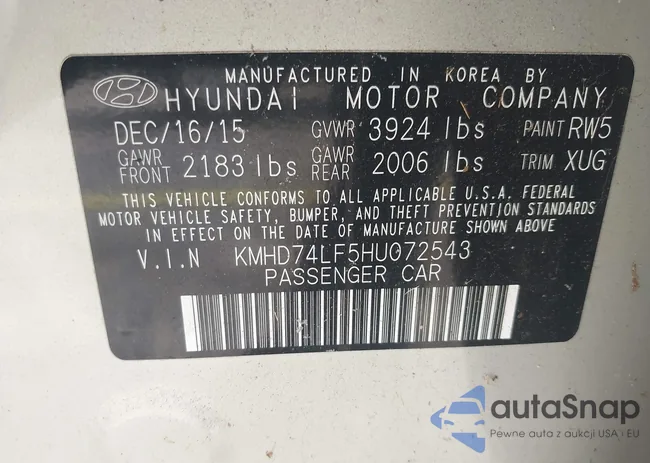 MANUFACTURED IN KOREA BY
HYUNDAI MOTOR COMPANY
DEC/16/15 GVWR 3924 lbs PAINT RW5
GAWR FRONT 2183 lbs GAWR REAR 2006 lbs TRIM XUG
THIS VEHICLE CONFORMS TO ALL APPLICABLE U.S.A. FEDERAL
MOTOR VEHICLE SAFETY, BUMPER, AND THEFT PREVENTION STANDARDS
IN EFFECT ON THE DATE OF MANUFACTURE SHOWN ABOVE.
V.I.N KMHD74LF5HU072543
PASSENGER CAR
autaSnap
Pewne auta z aukcji USA i EU